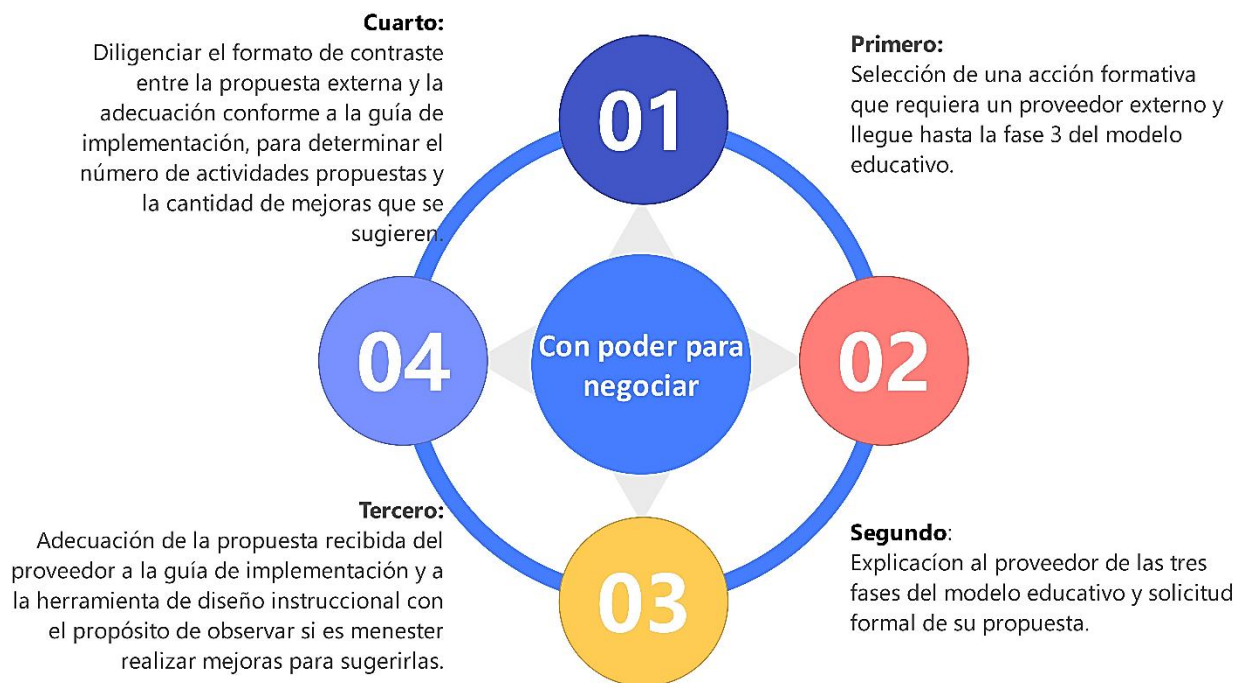 Cuarto:
Diligenciar el formato de contraste
entre la propuesta externa y la
adecuación conforme a la guía de
implementación, para determinar el
número de actividades propuestas y
la cantidad de mejoras que se
sugieren.
01
Primero:
Selección de una acción formativa
que requiera un proveedor externo y
llegue hasta la fase 3 del modelo
educativo.
04
Con poder para
negociar
02
Tercero:
Adecuación de la propuesta recibida del
proveedor a la guía de implementación y a
la herramienta de diseño instruccional con
el propósito de observar si es menester
realizar mejoras para sugerirlas.
03
Segundo:
Explicacíon al proveedor de las tres
fases del modelo educativo y solicitud
formal de su propuesta.